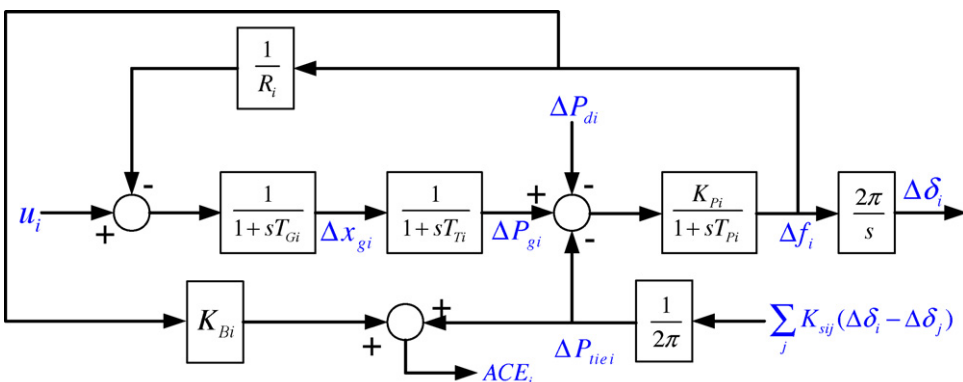 1
R_i
-
ΔP_di
u_i
+
1
1 + sT_Gi
Δx_gi
1
1 + sT_Ti
ΔP_gi
+
-
-
K_Pi
1 + sT_Pi
Δf_i
2π
s
Δδ_i
K_Bi
+
+
ΔP_tie i
1
2π
∑_j K_sij(Δδ_i − Δδ_j)
ACE_i